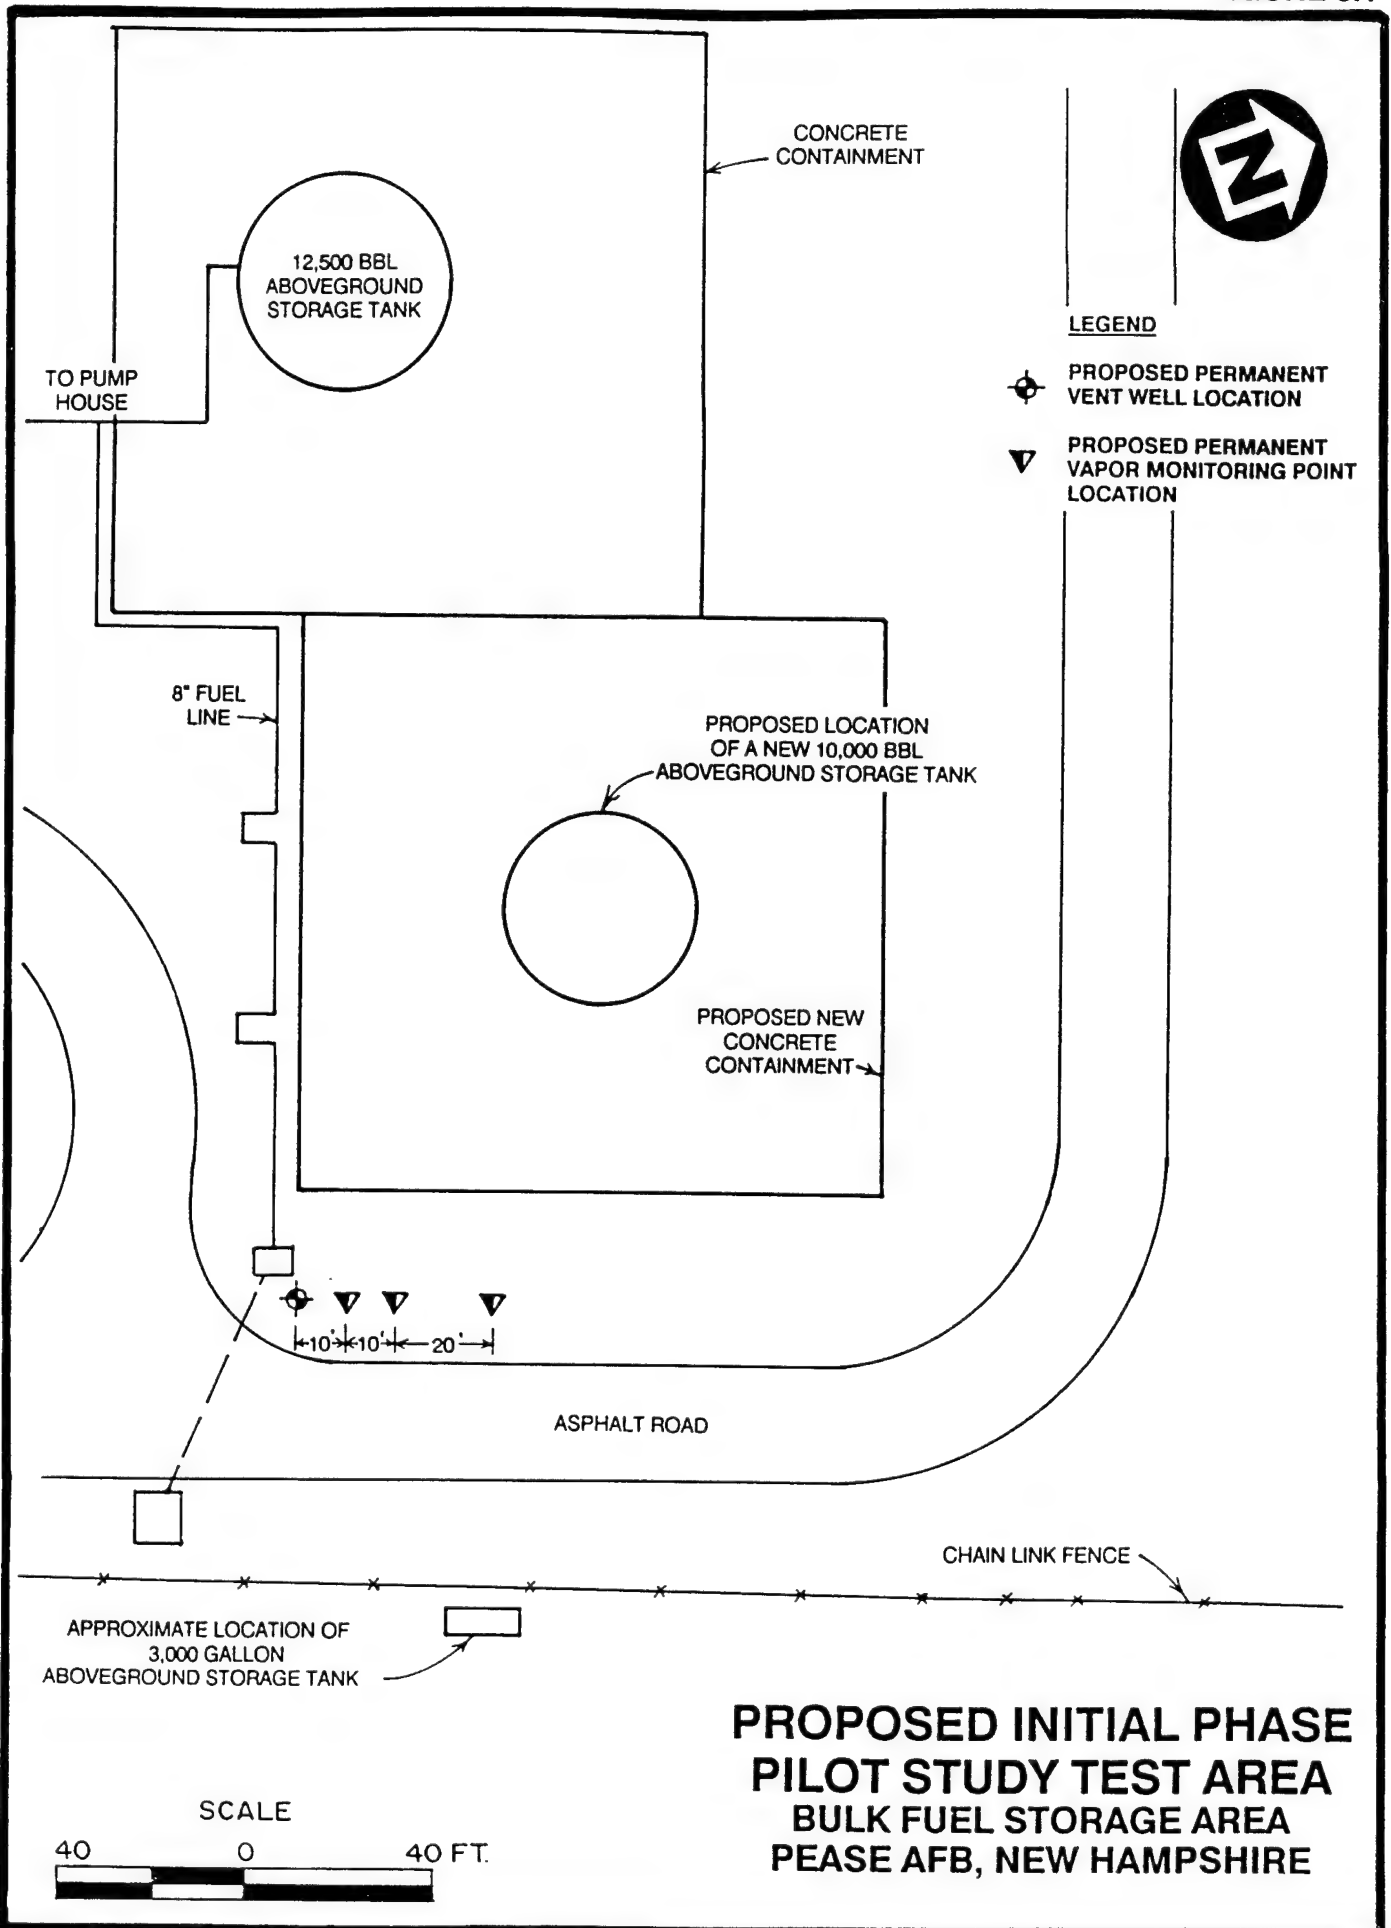 CONCRETE
CONTAINMENT
N
12,500 BBL
ABOVEGROUND
STORAGE TANK
TO PUMP
HOUSE
LEGEND
PROPOSED PERMANENT
VENT WELL LOCATION
PROPOSED PERMANENT
VAPOR MONITORING POINT
LOCATION
8" FUEL
LINE
PROPOSED LOCATION
OF A NEW 10,000 BBL
ABOVEGROUND STORAGE TANK
PROPOSED NEW
CONCRETE
CONTAINMENT
10' 10' 20'
ASPHALT ROAD
CHAIN LINK FENCE
APPROXIMATE LOCATION OF
3,000 GALLON
ABOVEGROUND STORAGE TANK
PROPOSED INITIAL PHASE
PILOT STUDY TEST AREA
BULK FUEL STORAGE AREA
PEASE AFB, NEW HAMPSHIRE
SCALE
40 0 40 FT.